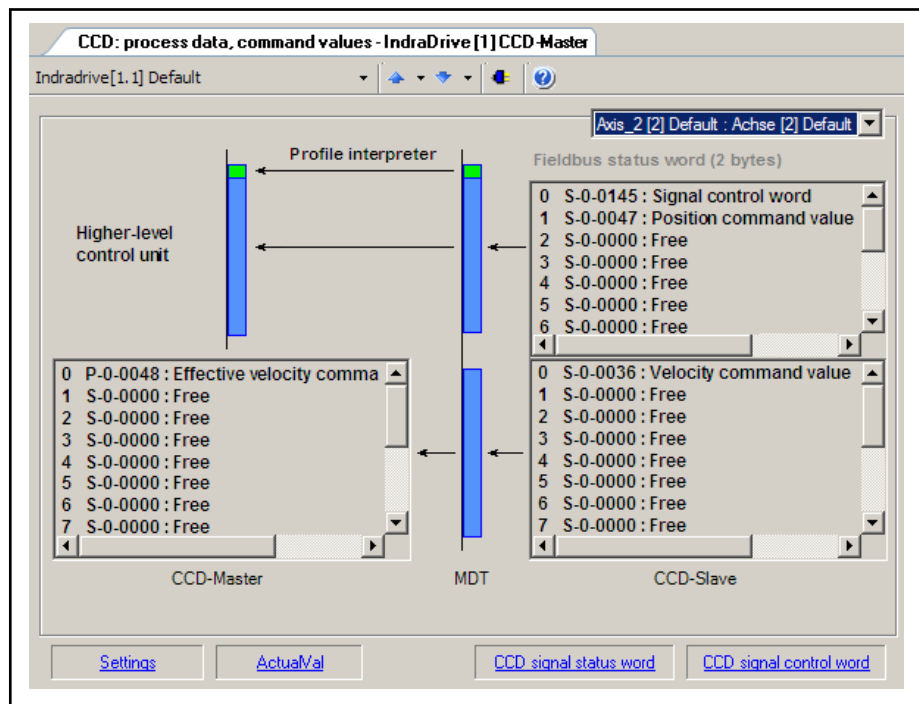 CCD: process data, command values - IndraDrive [1] CCD-Master
Indradrive[1.1] Default
Axis_2 [2] Default : Achse [2] Default
Profile interpreter
Fieldbus status word (2 bytes)
Higher-level
control unit
0 S-0-0145 : Signal control word
1 S-0-0047 : Position command value
2 S-0-0000 : Free
3 S-0-0000 : Free
4 S-0-0000 : Free
5 S-0-0000 : Free
6 S-0-0000 : Free
0 P-0-0048 : Effective velocity comma
1 S-0-0000 : Free
2 S-0-0000 : Free
3 S-0-0000 : Free
4 S-0-0000 : Free
5 S-0-0000 : Free
6 S-0-0000 : Free
7 S-0-0000 : Free
0 S-0-0036 : Velocity command value
1 S-0-0000 : Free
2 S-0-0000 : Free
3 S-0-0000 : Free
4 S-0-0000 : Free
5 S-0-0000 : Free
6 S-0-0000 : Free
7 S-0-0000 : Free
CCD-Master
MDT
CCD-Slave
Settings
ActualVal
CCD signal status word
CCD signal control word